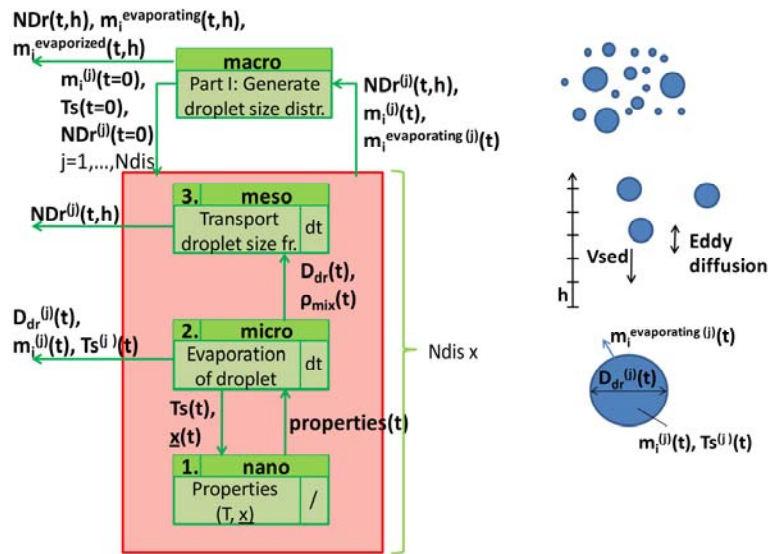 NDr(t,h), mᵢᵉᵛᵃᵖᵒʳᵃᵗⁱⁿᵍ(t,h),
mᵢᵉᵛᵃᵖᵒʳⁱᶻᵉᵈ(t,h)
mᵢ⁽ʲ⁾(t=0),
Ts(t=0),
NDr⁽ʲ⁾(t=0)
j=1,...,Ndis
macro
Part I: Generate
droplet size distr.
NDr⁽ʲ⁾(t,h),
mᵢ⁽ʲ⁾(t),
mᵢᵉᵛᵃᵖᵒʳᵃᵗⁱⁿᵍ ⁽ʲ⁾(t)
3. meso
Transport
droplet size fr.
dt
NDr⁽ʲ⁾(t,h)
D_dr(t),
ρ_mix(t)
2. micro
Evaporation
of droplet
dt
D_dr⁽ʲ⁾(t),
mᵢ⁽ʲ⁾(t), Ts⁽ʲ⁾(t)
Ts(t),
x(t)
properties(t)
1. nano
Properties
(T, x)
/
Ndis x
Vsed
Eddy
diffusion
h
mᵢᵉᵛᵃᵖᵒʳᵃᵗⁱⁿᵍ ⁽ʲ⁾(t)
D_dr⁽ʲ⁾(t)
mᵢ⁽ʲ⁾(t), Ts⁽ʲ⁾(t)